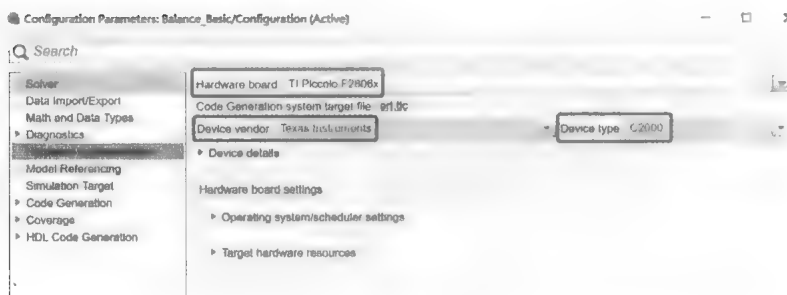 Configuration Parameters: Balance_Basic/Configuration (Active)
Search
Solver
Data Import/Export
Math and Data Types
Diagnostics
Model Referencing
Simulation Target
Code Generation
Coverage
HDL Code Generation
Hardware board TI Piccolo F2806x
Code Generation system target file ert.tlc
Device vendor Texas Instruments Device type C2000
Device details
Hardware board settings
Operating system/scheduler settings
Target hardware resources